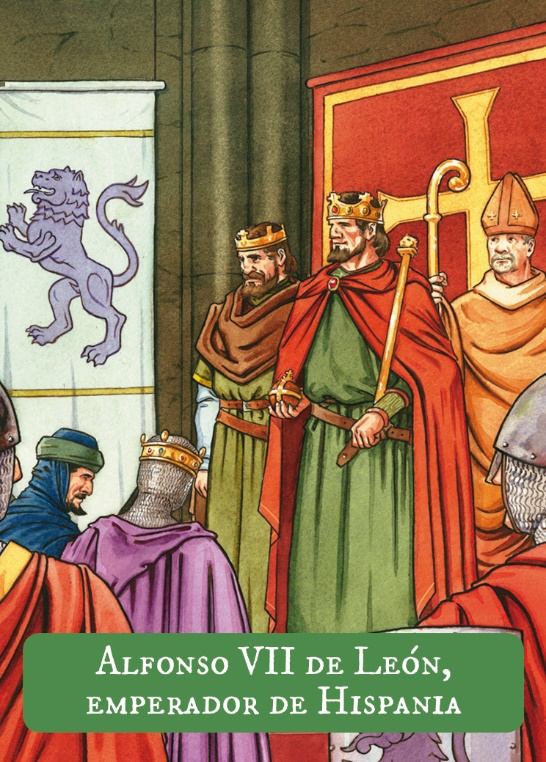 Alfonso VII de León,
emperador de Hispania